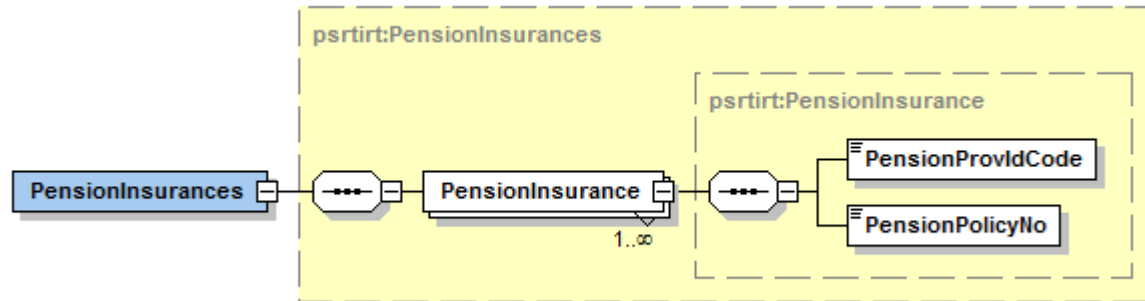 psrtirt:PensionInsurances
psrtirt:PensionInsurance
PensionInsurances
PensionInsurance
1..∞
PensionProvIdCode
PensionPolicyNo